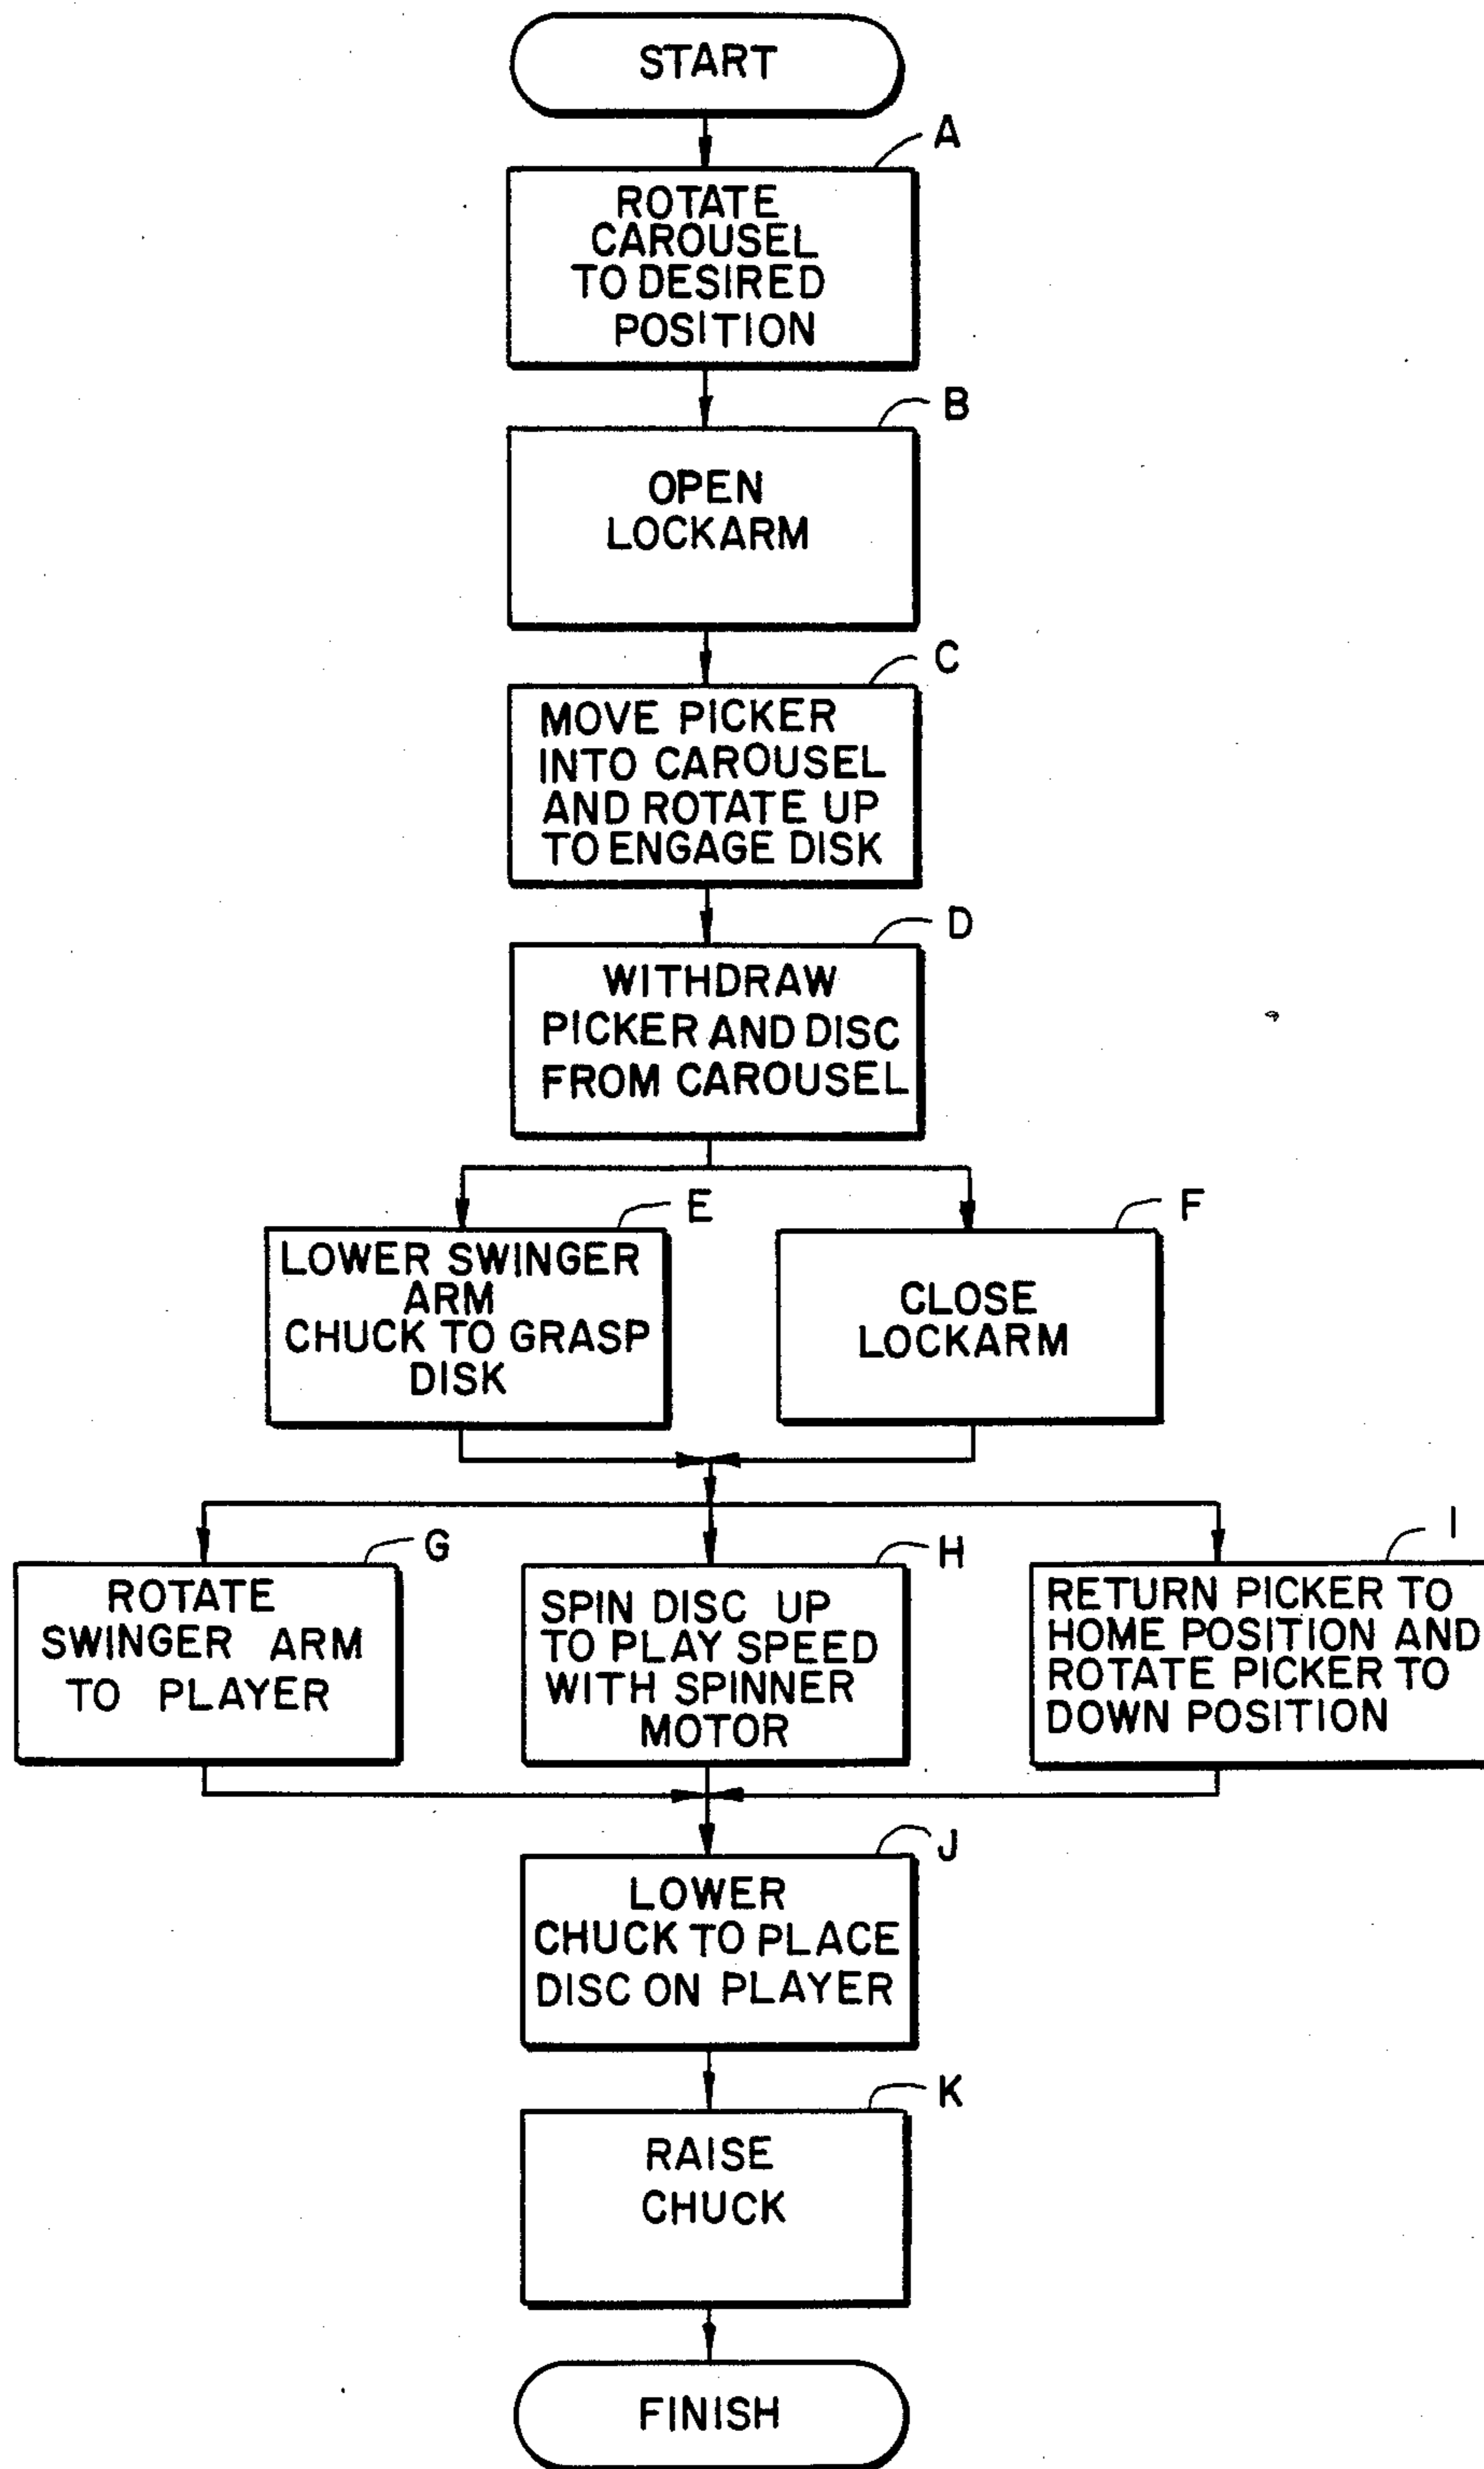 START
A
ROTATE
CAROUSEL
TO DESIRED
POSITION
B
OPEN
LOCKARM
C
MOVE PICKER
INTO CAROUSEL
AND ROTATE UP
TO ENGAGE DISK
D
WITHDRAW
PICKER AND DISC
FROM CAROUSEL
E
LOWER SWINGER
ARM
CHUCK TO GRASP
DISK
F
CLOSE
LOCKARM
G
ROTATE
SWINGER ARM
TO PLAYER
H
SPIN DISC UP
TO PLAY SPEED
WITH SPINNER
MOTOR
I
RETURN PICKER TO
HOME POSITION AND
ROTATE PICKER TO
DOWN POSITION
J
LOWER
CHUCK TO PLACE
DISC ON PLAYER
K
RAISE
CHUCK
FINISH